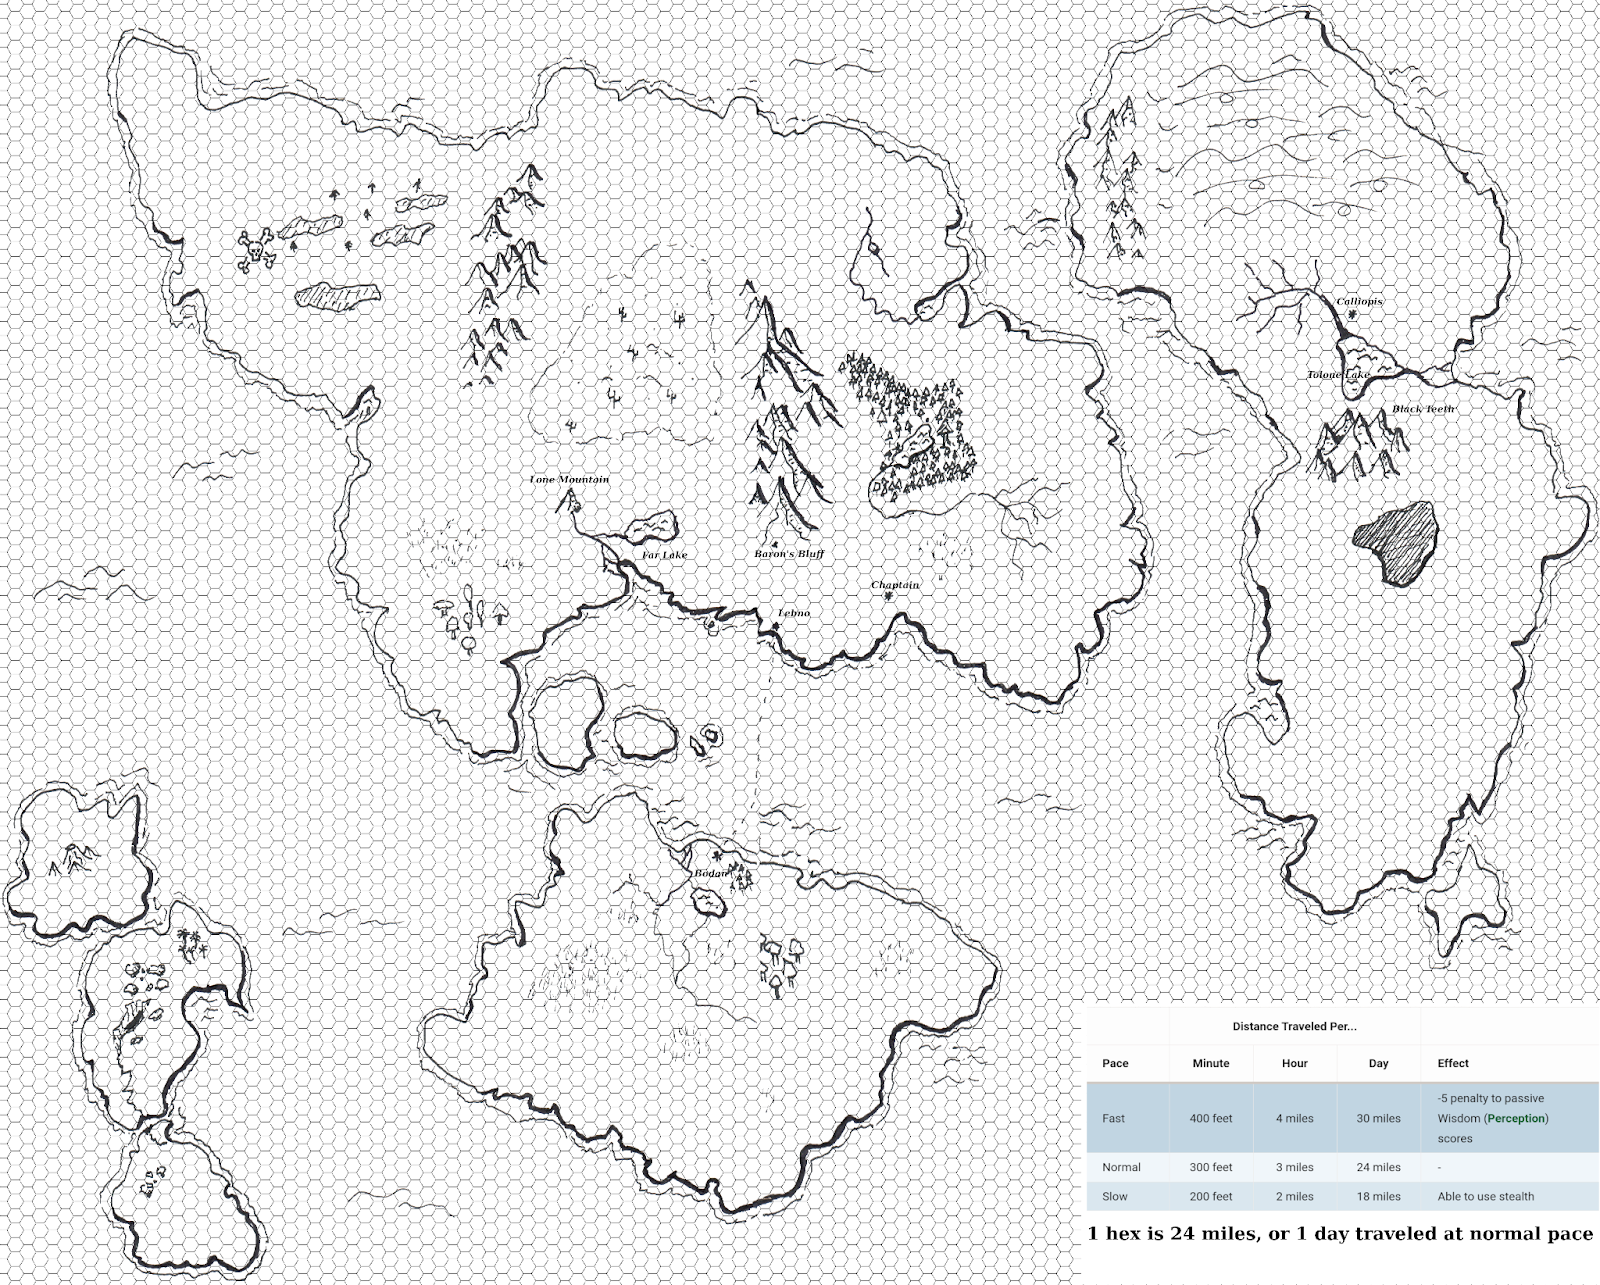 Calliopis
Tolone Lake
Black Teeth
Lone Mountain
Far Lake
Baron's Bluff
Chaptain
Lebno
Bodan
Distance Traveled Per...
Pace Minute Hour Day Effect
Fast 400 feet 4 miles 30 miles -5 penalty to passive
Wisdom (Perception)
scores
Normal 300 feet 3 miles 24 miles -
Slow 200 feet 2 miles 18 miles Able to use stealth
1 hex is 24 miles, or 1 day traveled at normal pace